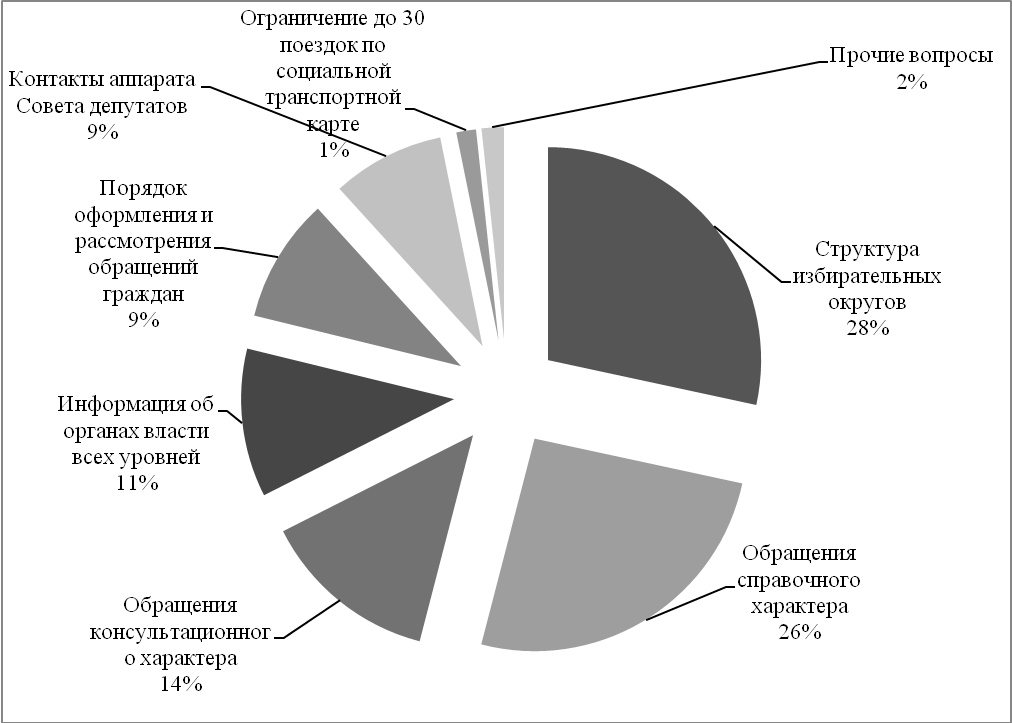 Ограничение до 30
поездок по
социальной
транспортной
карте
1%
Прочие вопросы
2%
Контакты аппарата
Совета депутатов
9%
Порядок
оформления и
рассмотрения
обращений
граждан
9%
Структура
избирательных
округов
28%
Информация об
органах власти
всех уровней
11%
Обращения
справочного
характера
26%
Обращения
консультационног
о характера
14%